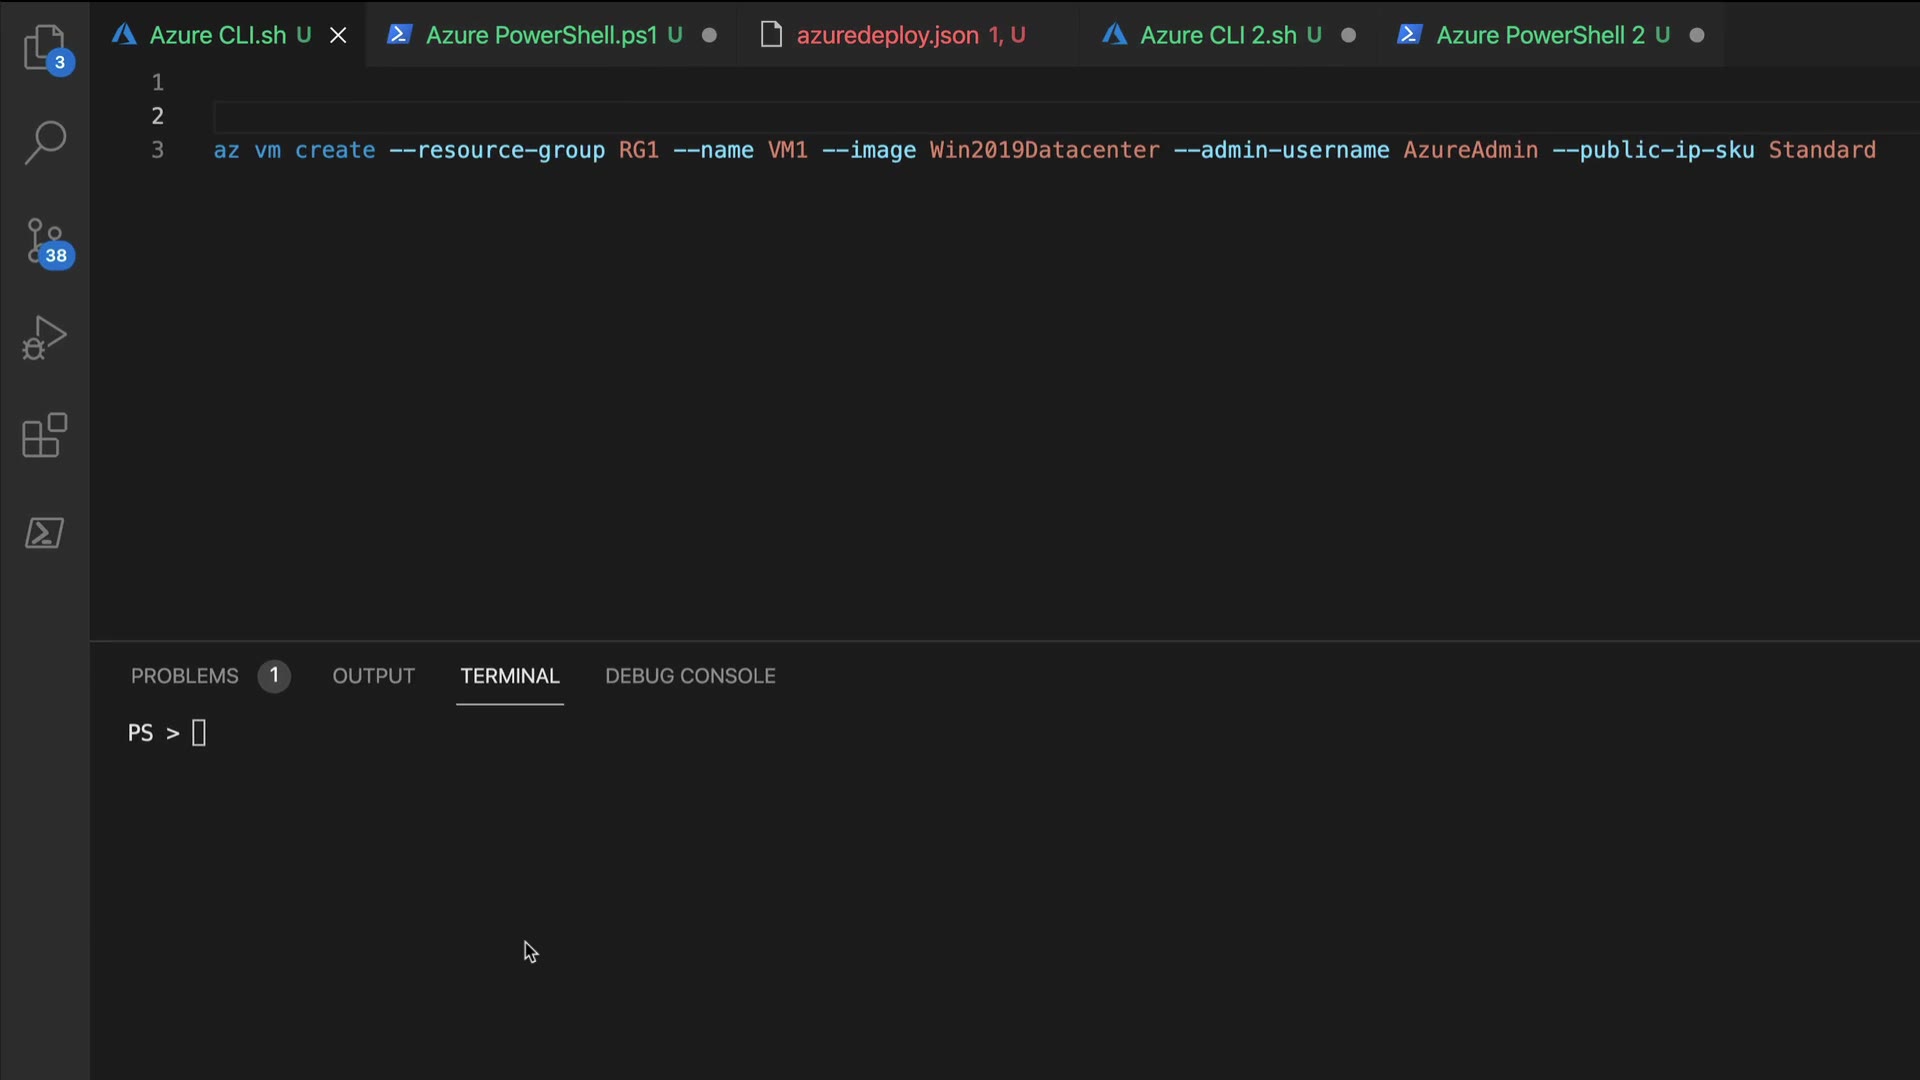 Azure CLI.sh U Azure PowerShell.ps1 U azuredeploy.json 1, U Azure CLI 2.sh U Azure PowerShell 2 U
3
1
2
3 az vm create --resource-group RG1 --name VM1 --image Win2019Datacenter --admin-username AzureAdmin --public-ip-sku Standard
38
PROBLEMS 1 OUTPUT TERMINAL DEBUG CONSOLE
PS >